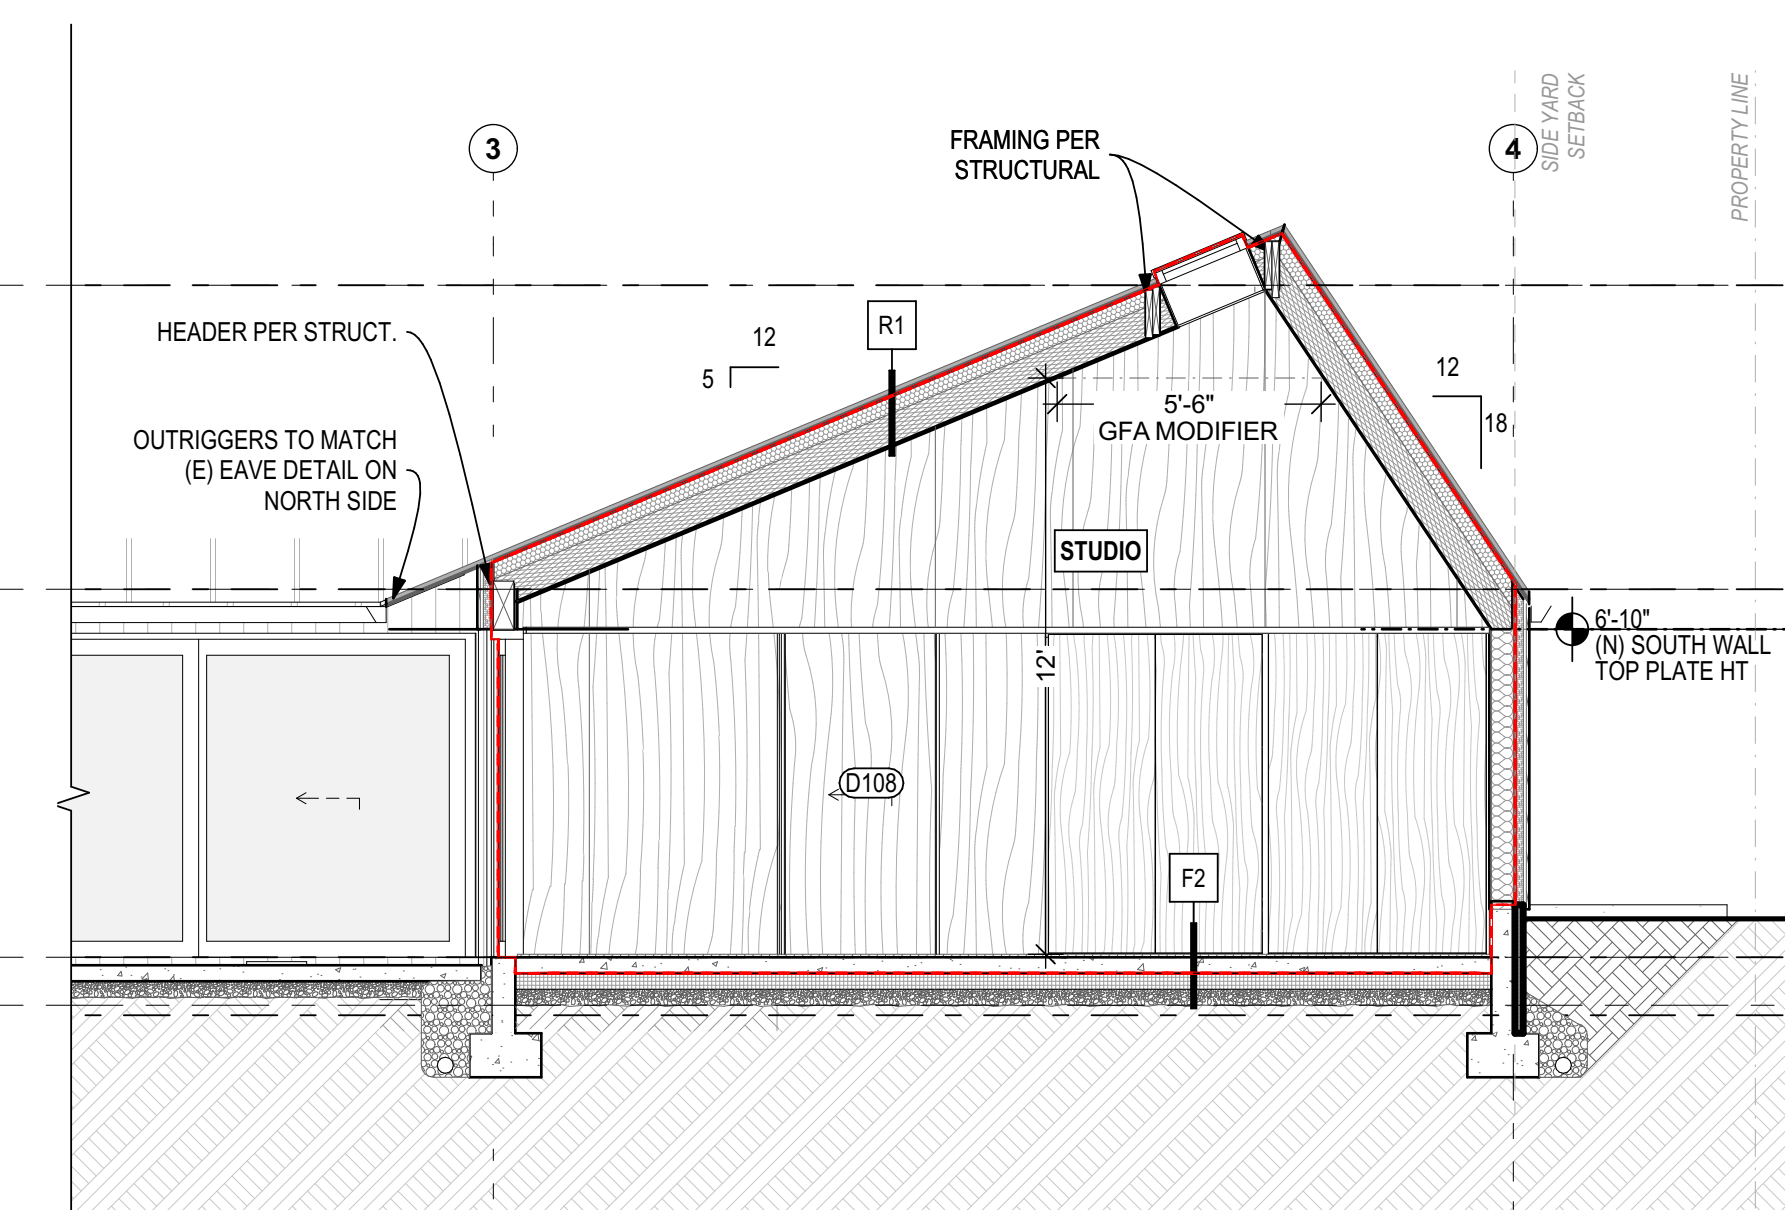 3
4
SIDE YARD
SETBACK
PROPERTY LINE
FRAMING PER
STRUCTURAL
HEADER PER STRUCT.
R1
12
5
12
18
5'-6"
GFA MODIFIER
OUTRIGGERS TO MATCH
(E) EAVE DETAIL ON
NORTH SIDE
STUDIO
6'-10"
(N) SOUTH WALL
TOP PLATE HT
12'
D108
F2